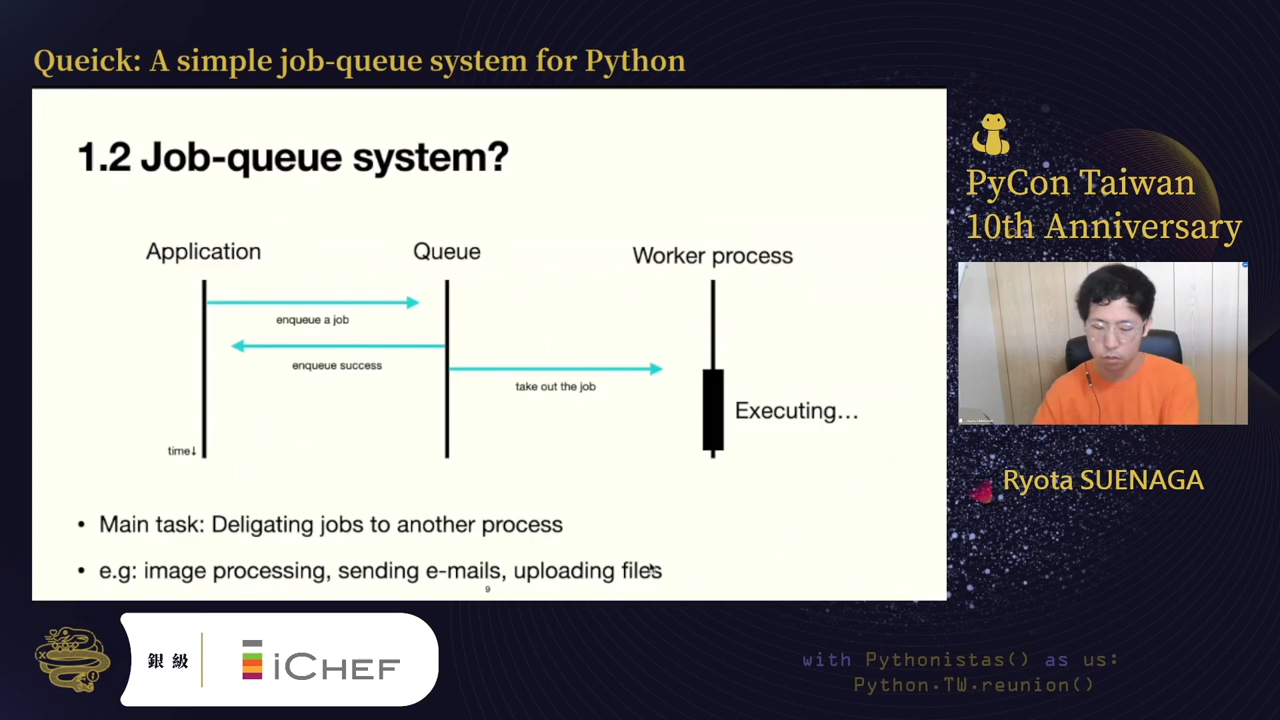 Queick: A simple job-queue system for Python
1.2 Job-queue system?
Application
Queue
Worker process
enqueue a job
enqueue success
take out the job
Executing...
time↓
• Main task: Deligating jobs to another process
• e.g: image processing, sending e-mails, uploading files
9
PyCon Taiwan
10th Anniversary
Ryota SUENAGA
銀級
iCHEF
with Pythonistas() as us:
Python.TW.reunion()